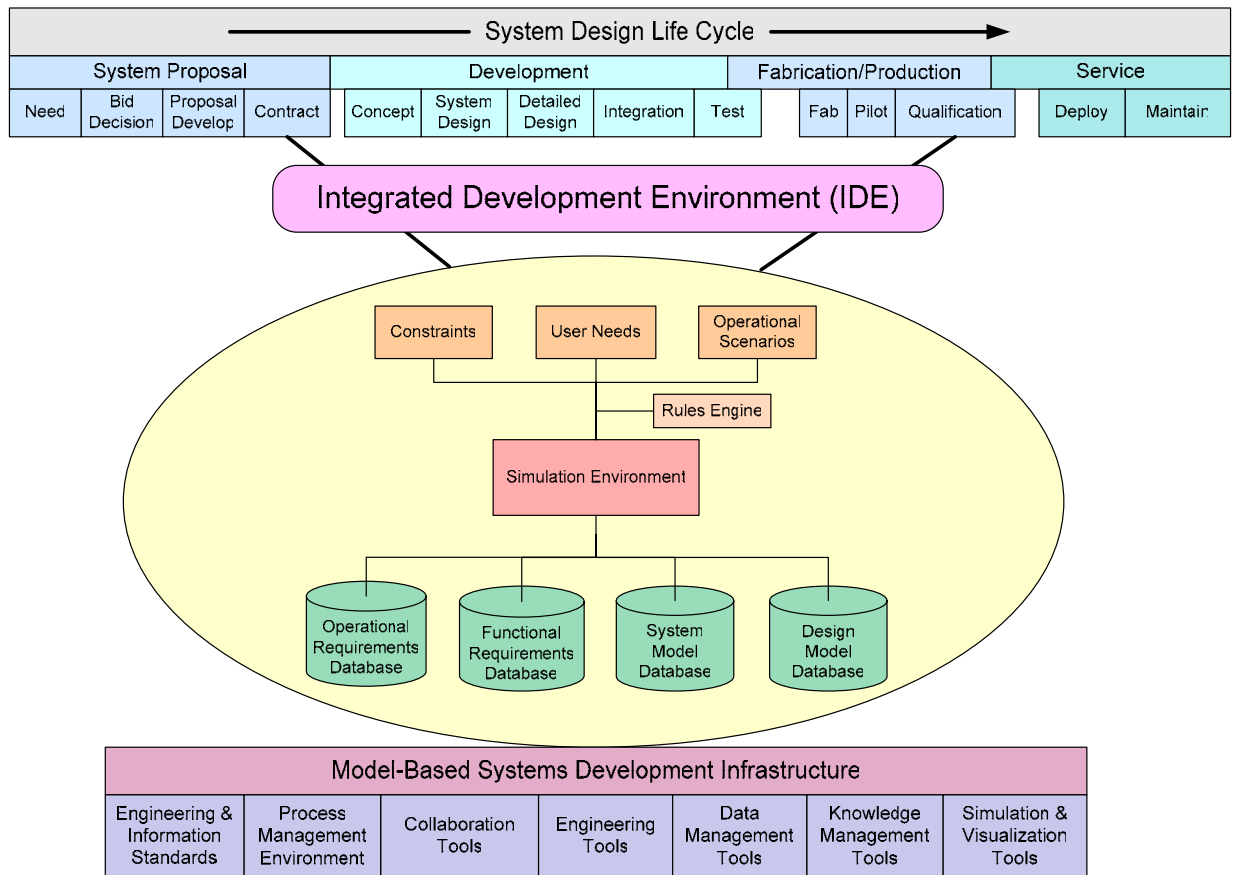 System Design Life Cycle
System Proposal
Development
Fabrication/Production
Service
Need
Bid
Decision
Proposal
Develop
Contract
Concept
System
Design
Detailed
Design
Integration
Test
Fab
Pilot
Qualification
Deploy
Maintain
Integrated Development Environment (IDE)
Constraints
User Needs
Operational
Scenarios
Rules Engine
Simulation Environment
Operational
Requirements
Database
Functional
Requirements
Database
System
Model
Database
Design
Model
Database
Model-Based Systems Development Infrastructure
Engineering &
Information
Standards
Process
Management
Environment
Collaboration
Tools
Engineering
Tools
Data
Management
Tools
Knowledge
Management
Tools
Simulation &
Visualization
Tools